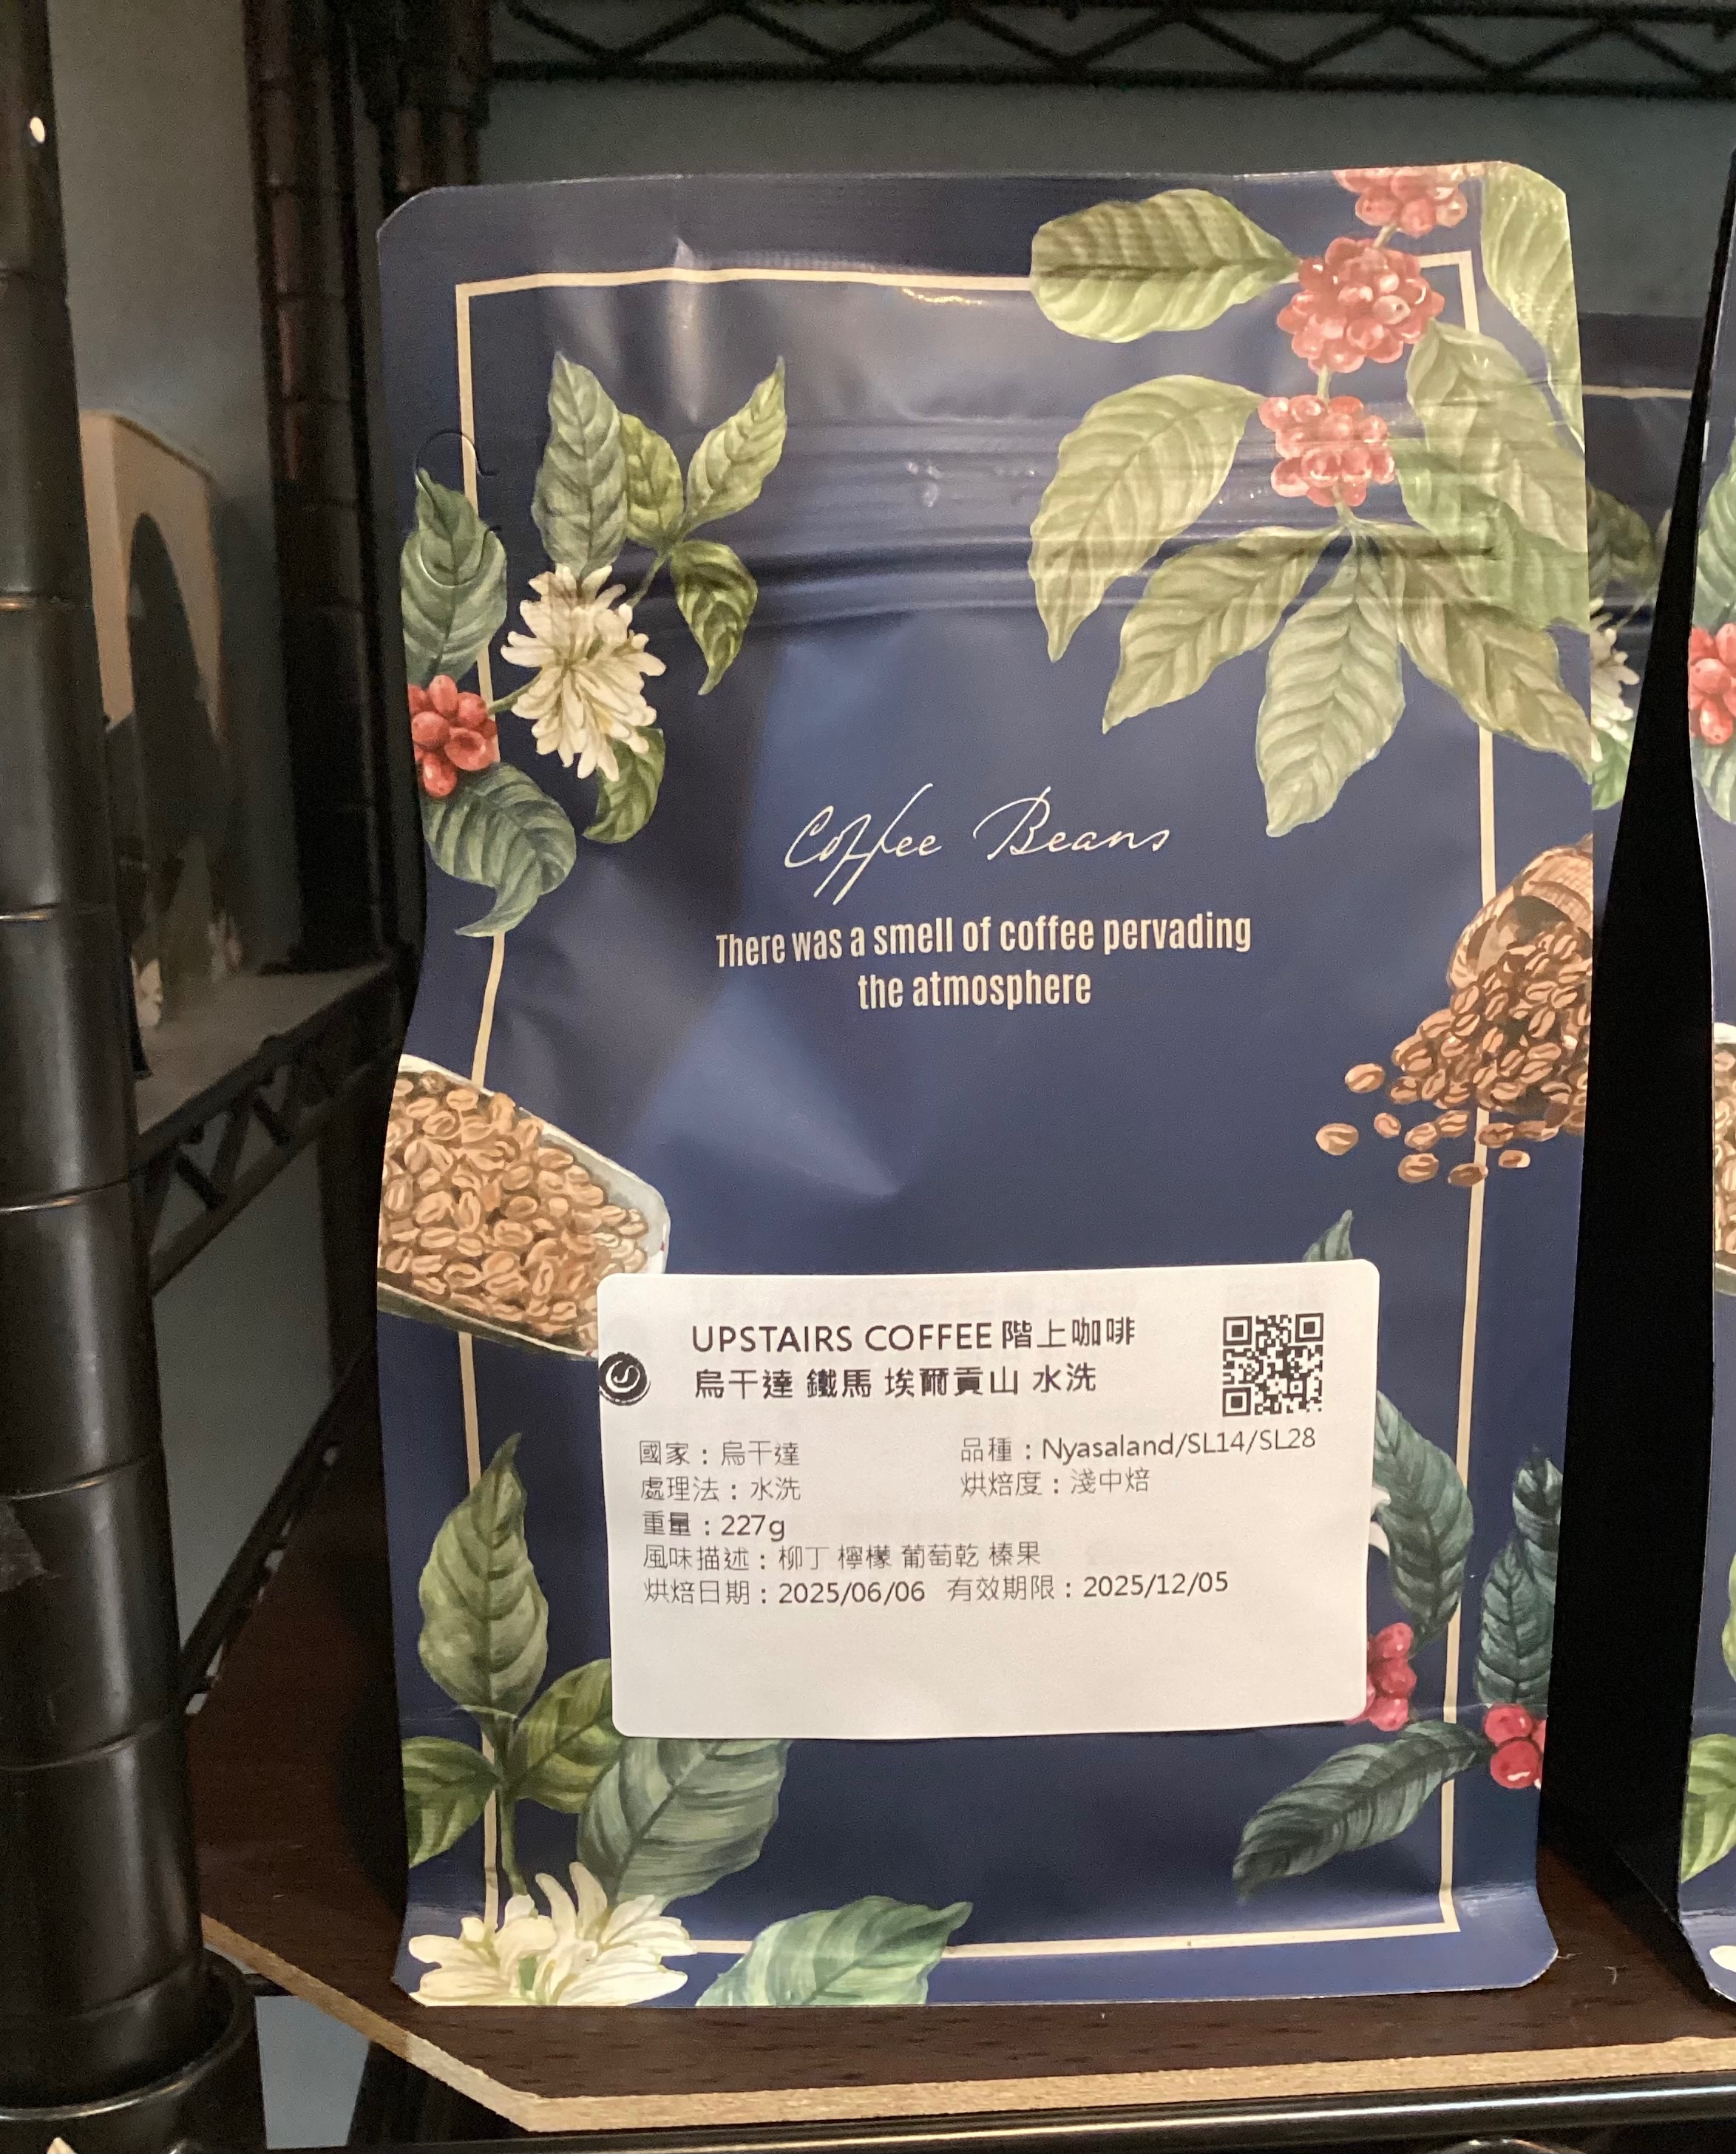 Coffee Beans
There was a smell of coffee pervading
the atmosphere
UPSTAIRS COFFEE 階上咖啡
烏干達 鐵馬 埃爾貢山 水洗
國家：烏干達 品種：Nyasaland/SL14/SL28
處理法：水洗 烘焙度：淺中焙
重量：227g
風味描述：柳丁 檸檬 葡萄乾 榛果
烘焙日期：2025/06/06 有效期限：2025/12/05